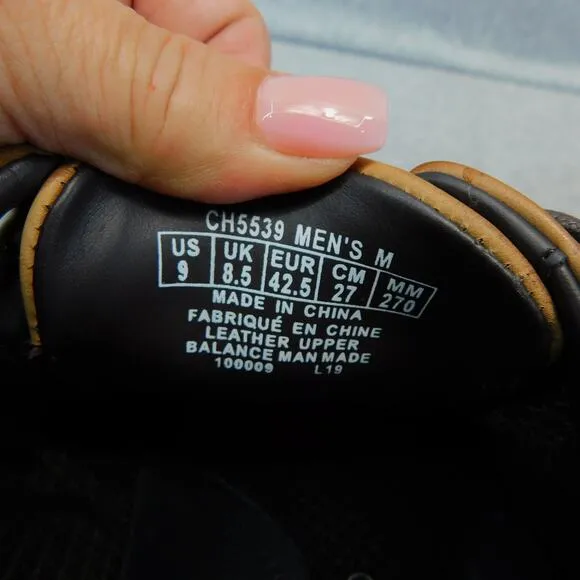 CH5539 MEN'S M
US UK EUR CM MM
9 8.5 42.5 27 270
MADE IN CHINA
FABRIQUÉ EN CHINE
LEATHER UPPER
BALANCE MAN MADE
100009 L19